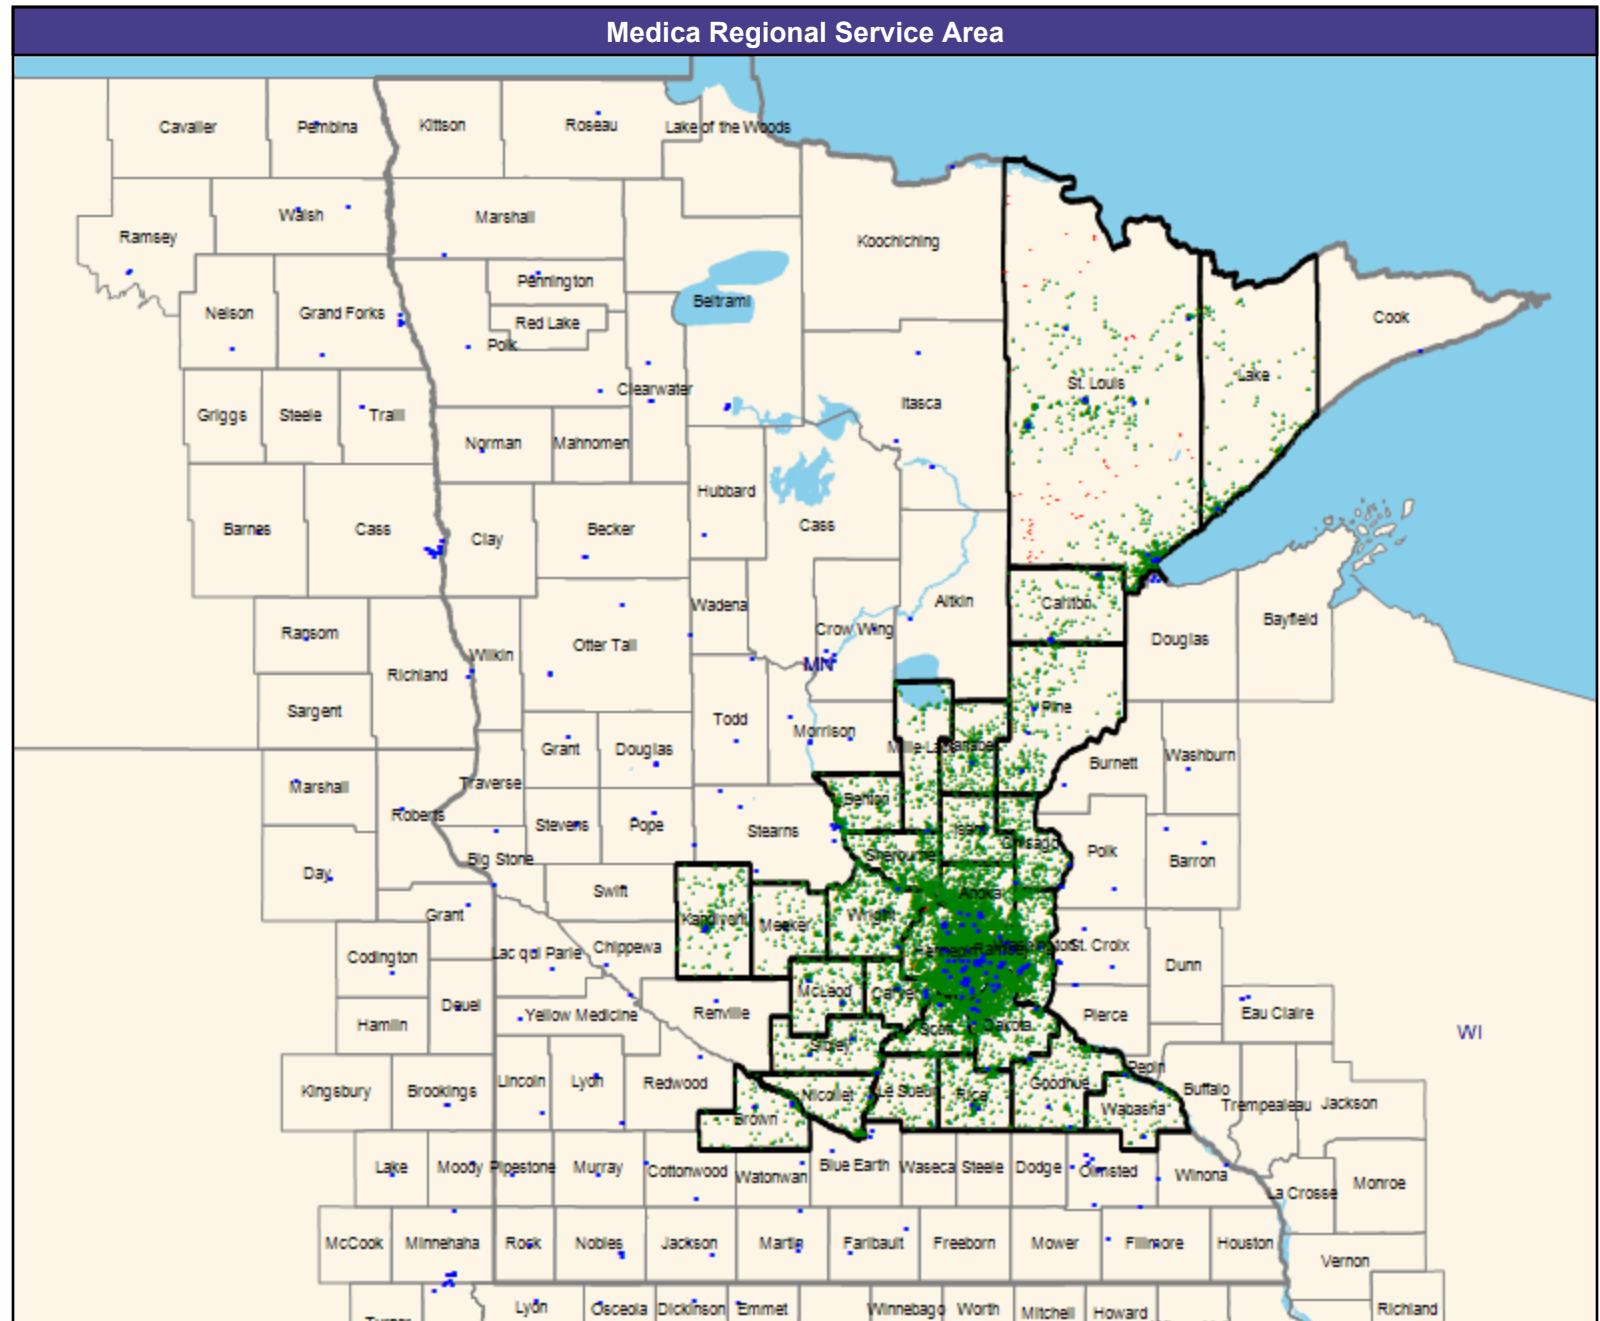 Medica Regional Service Area
Cavalier
Pembina
Kittson
Roseau
Lake of the Woods
Ramsey
Walsh
Marshall
Koochiching
Nelson
Grand Forks
Pennington
Red Lake
Polk
Beltrami
Cook
Griggs
Steele
Traill
Clearwater
Itasca
St. Louis
Lake
Norman
Mahnomen
Hubbard
Cass
Barnes
Cass
Clay
Becker
Ransom
Richland
Wilkin
Otter Tail
Wadena
Crow Wing
Aitkin
Carlton
Douglas
Bayfield
MN
Sargent
Grant
Douglas
Todd
Morrison
Mille Lacs
Kanabec
Pine
Burnett
Washburn
Marshall
Roberts
Traverse
Stevens
Pope
Stearns
Benton
Isanti
Chisago
Polk
Barron
Day
Big Stone
Swift
Sherburne
Anoka
Grant
Kandiyohi
Meeker
Wright
Hennepin
Ramsey
Washington
St. Croix
Dunn
Codington
Lac qui Parle
Chippewa
Deuel
Hamlin
Yellow Medicine
Renville
McLeod
Carver
Scott
Dakota
Pierce
Eau Claire
WI
Sibley
Kingsbury
Brookings
Lincoln
Lyon
Redwood
Brown
Nicollet
Le Sueur
Rice
Goodhue
Wabasha
Pepin
Buffalo
Trempealeau
Jackson
Lake
Moody
Pipestone
Murray
Cottonwood
Watonwan
Blue Earth
Waseca
Steele
Dodge
Olmsted
Winona
La Crosse
Monroe
McCook
Minnehaha
Rock
Nobles
Jackson
Martin
Faribault
Freeborn
Mower
Fillmore
Houston
Vernon
Lyon
Osceola
Dickinson
Emmet
Winnebago
Worth
Mitchell
Howard
Richland